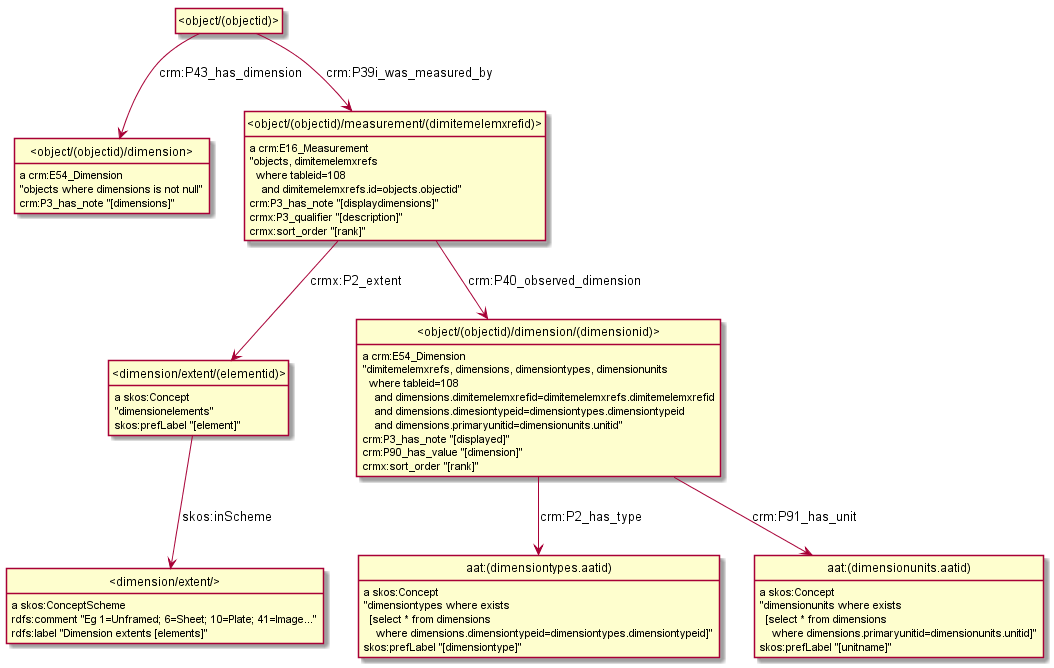 <object/(objectid)>
crm:P43_has_dimension
crm:P39i_was_measured_by
<object/(objectid)/dimension>
a crm:E54_Dimension
"objects where dimensions is not null"
crm:P3_has_note "[dimensions]"
<object/(objectid)/measurement/(dimitemelemxrefid)>
a crm:E16_Measurement
"objects, dimitemelemxrefs
where tableid=108
and dimitemelemxrefs.id=objects.objectid"
crm:P3_has_note "[displaydimensions]"
crmx:P3_qualifier "[description]"
crmx:sort_order "[rank]"
crmx:P2_extent
crm:P40_observed_dimension
<dimension/extent/(elementid)>
a skos:Concept
"dimensionelements"
skos:prefLabel "[element]"
<object/(objectid)/dimension/(dimensionid)>
a crm:E54_Dimension
"dimitemelemxrefs, dimensions, dimensiontypes, dimensionunits
where tableid=108
and dimensions.dimitemelemxrefid=dimitemelemxrefs.dimitemelemxrefid
and dimensions.dimesiontypeid=dimensiontypes.dimensiontypeid
and dimensions.primaryunitid=dimensionunits.unitid"
crm:P3_has_note "[displayed]"
crm:P90_has_value "[dimension]"
crmx:sort_order "[rank]"
skos:inScheme
crm:P2_has_type
crm:P91_has_unit
<dimension/extent/>
a skos:ConceptScheme
rdfs:comment "Eg 1=Unframed; 6=Sheet; 10=Plate; 41=Image..."
rdfs:label "Dimension extents [elements]"
aat:(dimensiontypes.aatid)
a skos:Concept
"dimensiontypes where exists
[select * from dimensions
where dimensions.dimensiontypeid=dimensiontypes.dimensiontypeid]"
skos:prefLabel "[dimensiontype]"
aat:(dimensionunits.aatid)
a skos:Concept
"dimensionunits where exists
[select * from dimensions
where dimensions.primaryunitid=dimensionunits.unitid]"
skos:prefLabel "[unitname]"